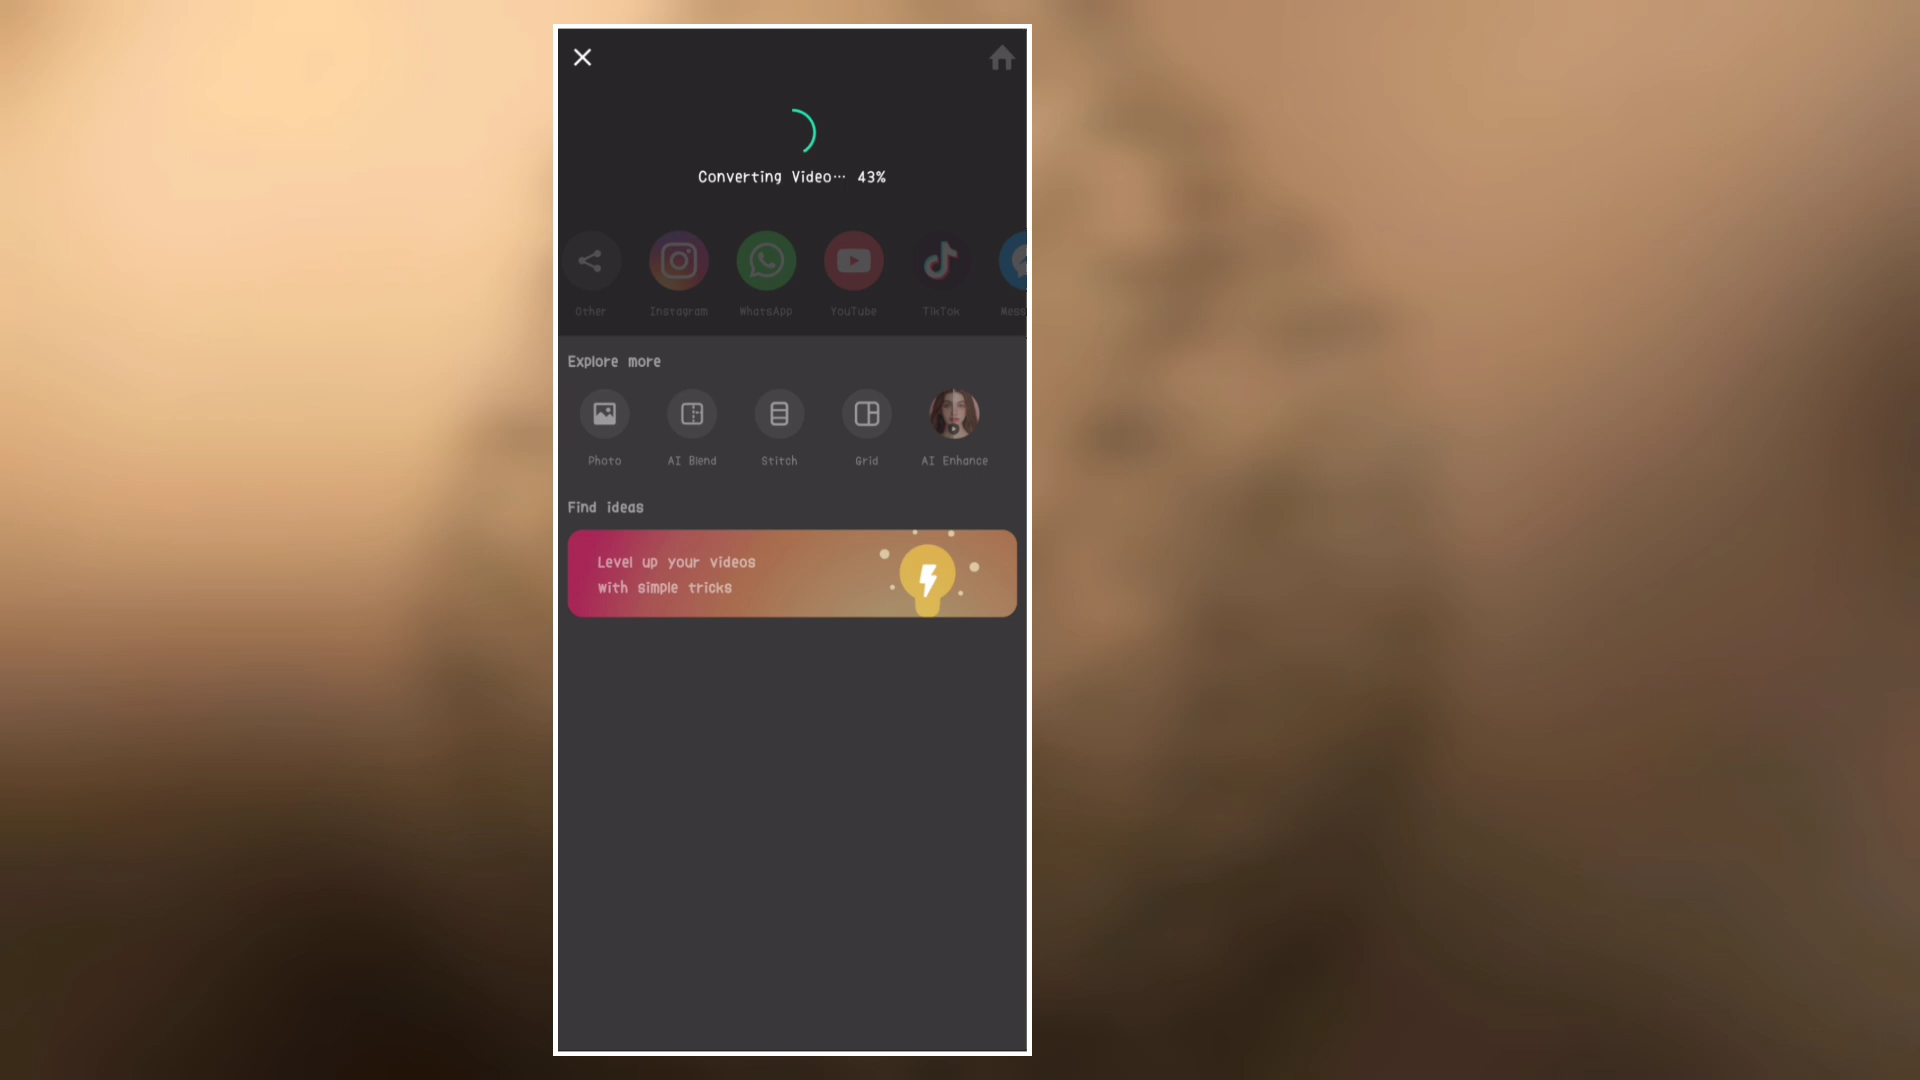 Converting Video… 43%
Other Instagram WhatsApp YouTube TikTok Mess
Explore more
Photo AI Blend Stitch Grid AI Enhance
Find ideas
Level up your videos
with simple tricks